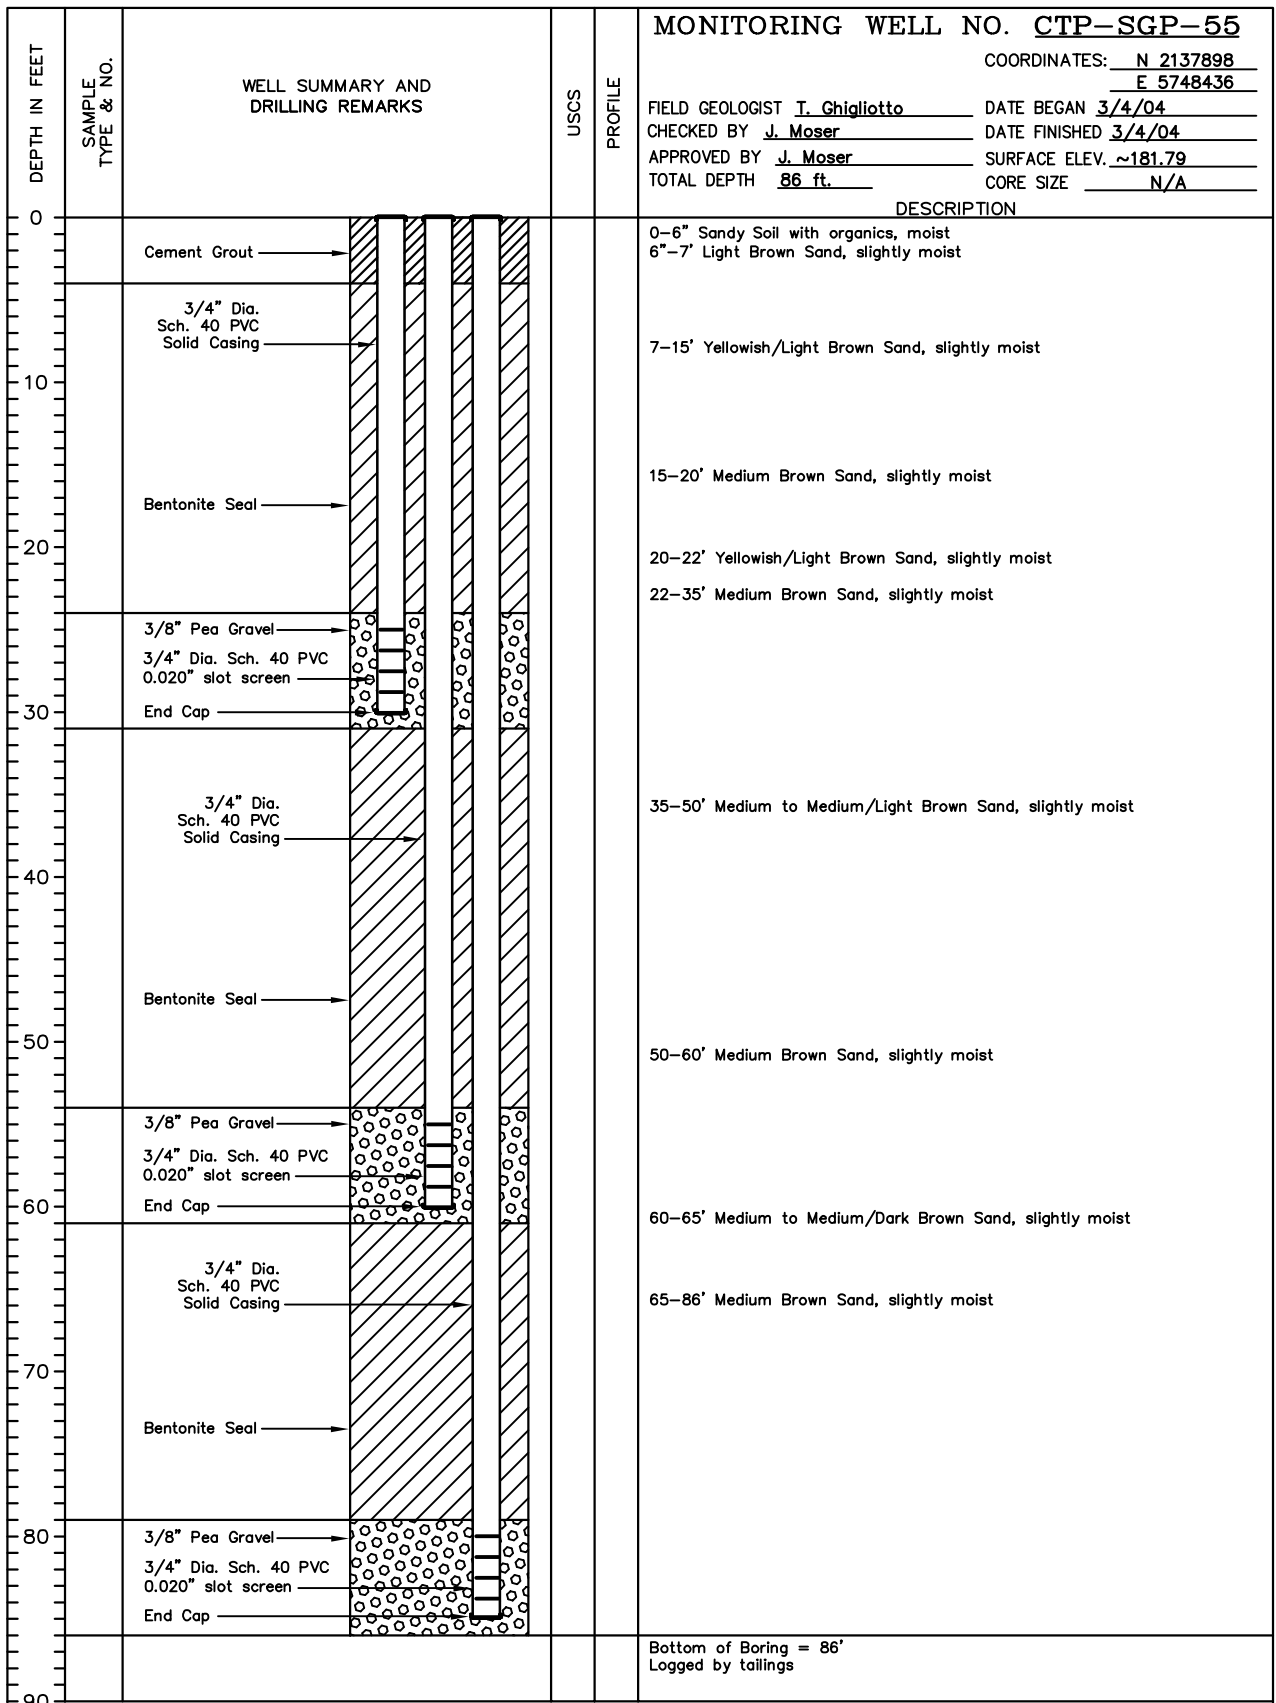 MONITORING WELL NO. CTP-SGP-55
COORDINATES: N 2137898
E 5748436
FIELD GEOLOGIST T. Ghigliotto DATE BEGAN 3/4/04
CHECKED BY J. Moser DATE FINISHED 3/4/04
APPROVED BY J. Moser SURFACE ELEV. ~181.79
TOTAL DEPTH 86 ft. CORE SIZE N/A
DESCRIPTION
DEPTH IN FEET
SAMPLE
TYPE & NO.
WELL SUMMARY AND
DRILLING REMARKS
USCS
PROFILE
0
0-6" Sandy Soil with organics, moist
Cement Grout
6"-7' Light Brown Sand, slightly moist
3/4" Dia.
Sch. 40 PVC
Solid Casing
7-15' Yellowish/Light Brown Sand, slightly moist
10
15-20' Medium Brown Sand, slightly moist
Bentonite Seal
20
20-22' Yellowish/Light Brown Sand, slightly moist
22-35' Medium Brown Sand, slightly moist
3/8" Pea Gravel
3/4" Dia. Sch. 40 PVC
0.020" slot screen
End Cap
30
3/4" Dia.
Sch. 40 PVC
Solid Casing
35-50' Medium to Medium/Light Brown Sand, slightly moist
40
Bentonite Seal
50
50-60' Medium Brown Sand, slightly moist
3/8" Pea Gravel
3/4" Dia. Sch. 40 PVC
0.020" slot screen
End Cap
60
60-65' Medium to Medium/Dark Brown Sand, slightly moist
3/4" Dia.
Sch. 40 PVC
Solid Casing
65-86' Medium Brown Sand, slightly moist
70
Bentonite Seal
80
3/8" Pea Gravel
3/4" Dia. Sch. 40 PVC
0.020" slot screen
End Cap
Bottom of Boring = 86'
Logged by tailings
90